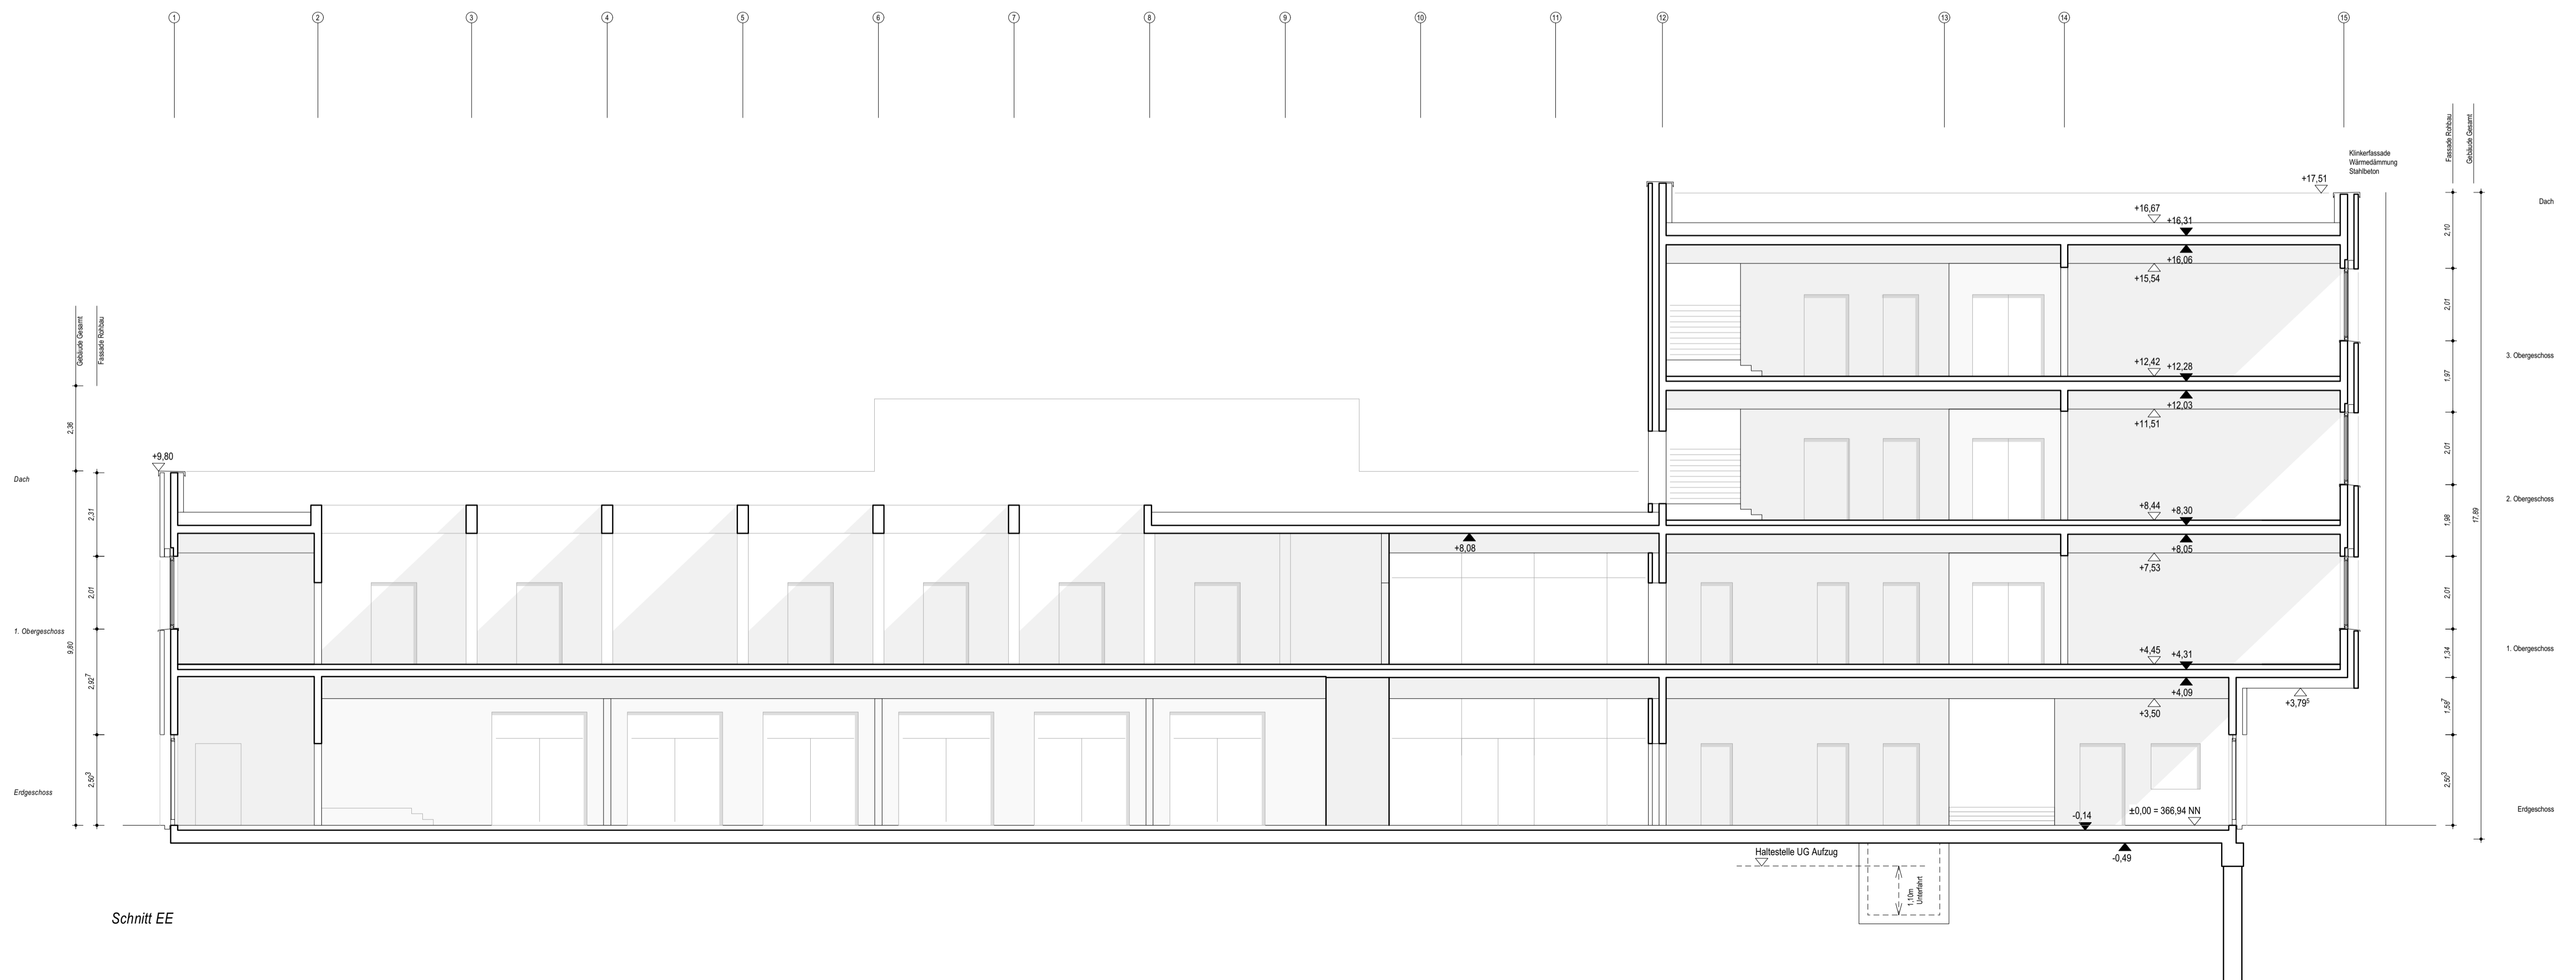 1 2 3 4 5 6 7 8 9 10 11 12 13 14 15
Fassade Rohbau
Gebäude Gesamt
Klinkerfassade
Wärmedämmung
Stahlbeton
+17,51
Dach
+16,67
+16,31
2,10
+16,06
+15,54
2,01
Gebäude Gesamt
Fassade Rohbau
3. Obergeschoss
+12,42
+12,28
1,97
+12,03
+11,51
2,36
2,01
+9,80
Dach
2. Obergeschoss
+8,44
+8,30
2,31
1,98
17,89
+8,08
+8,05
+7,53
2,01
2,01
1. Obergeschoss
9,80
1. Obergeschoss
+4,45
+4,31
1,34
2,92⁷
+4,09
+3,50
+3,79⁵
1,58⁷
2,50³
2,50³
Erdgeschoss
Erdgeschoss
±0,00 = 366,94 NN
-0,14
Haltestelle UG Aufzug
-0,49
1,10m
Unterfahrt
Schnitt EE